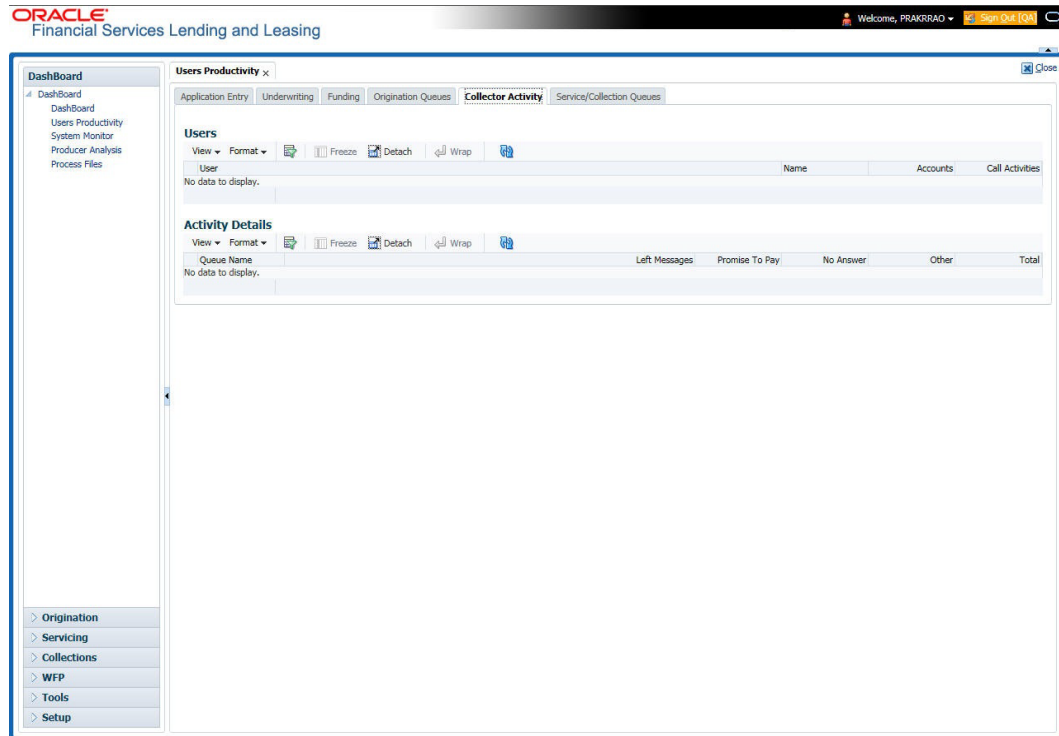 ORACLE
Financial Services Lending and Leasing
Welcome, PRAKRRAO
Sign Out [QA]
DashBoard
DashBoard
DashBoard
Users Productivity
System Monitor
Producer Analysis
Process Files
Origination
Servicing
Collections
WFP
Tools
Setup
Users Productivity
Close
Application Entry Underwriting Funding Origination Queues Collector Activity Service/Collection Queues
Users
View Format Freeze Detach Wrap
User Name Accounts Call Activities
No data to display.
Activity Details
View Format Freeze Detach Wrap
Queue Name Left Messages Promise To Pay No Answer Other Total
No data to display.